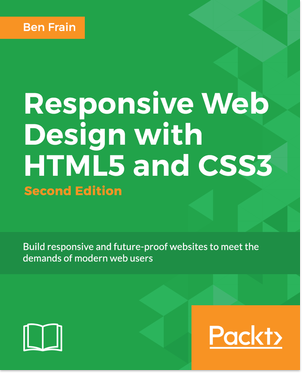 Ben Frain
Responsive Web
Design with
HTML5 and CSS3
Second Edition
Build responsive and future-proof websites to meet the
demands of modern web users
Packt>